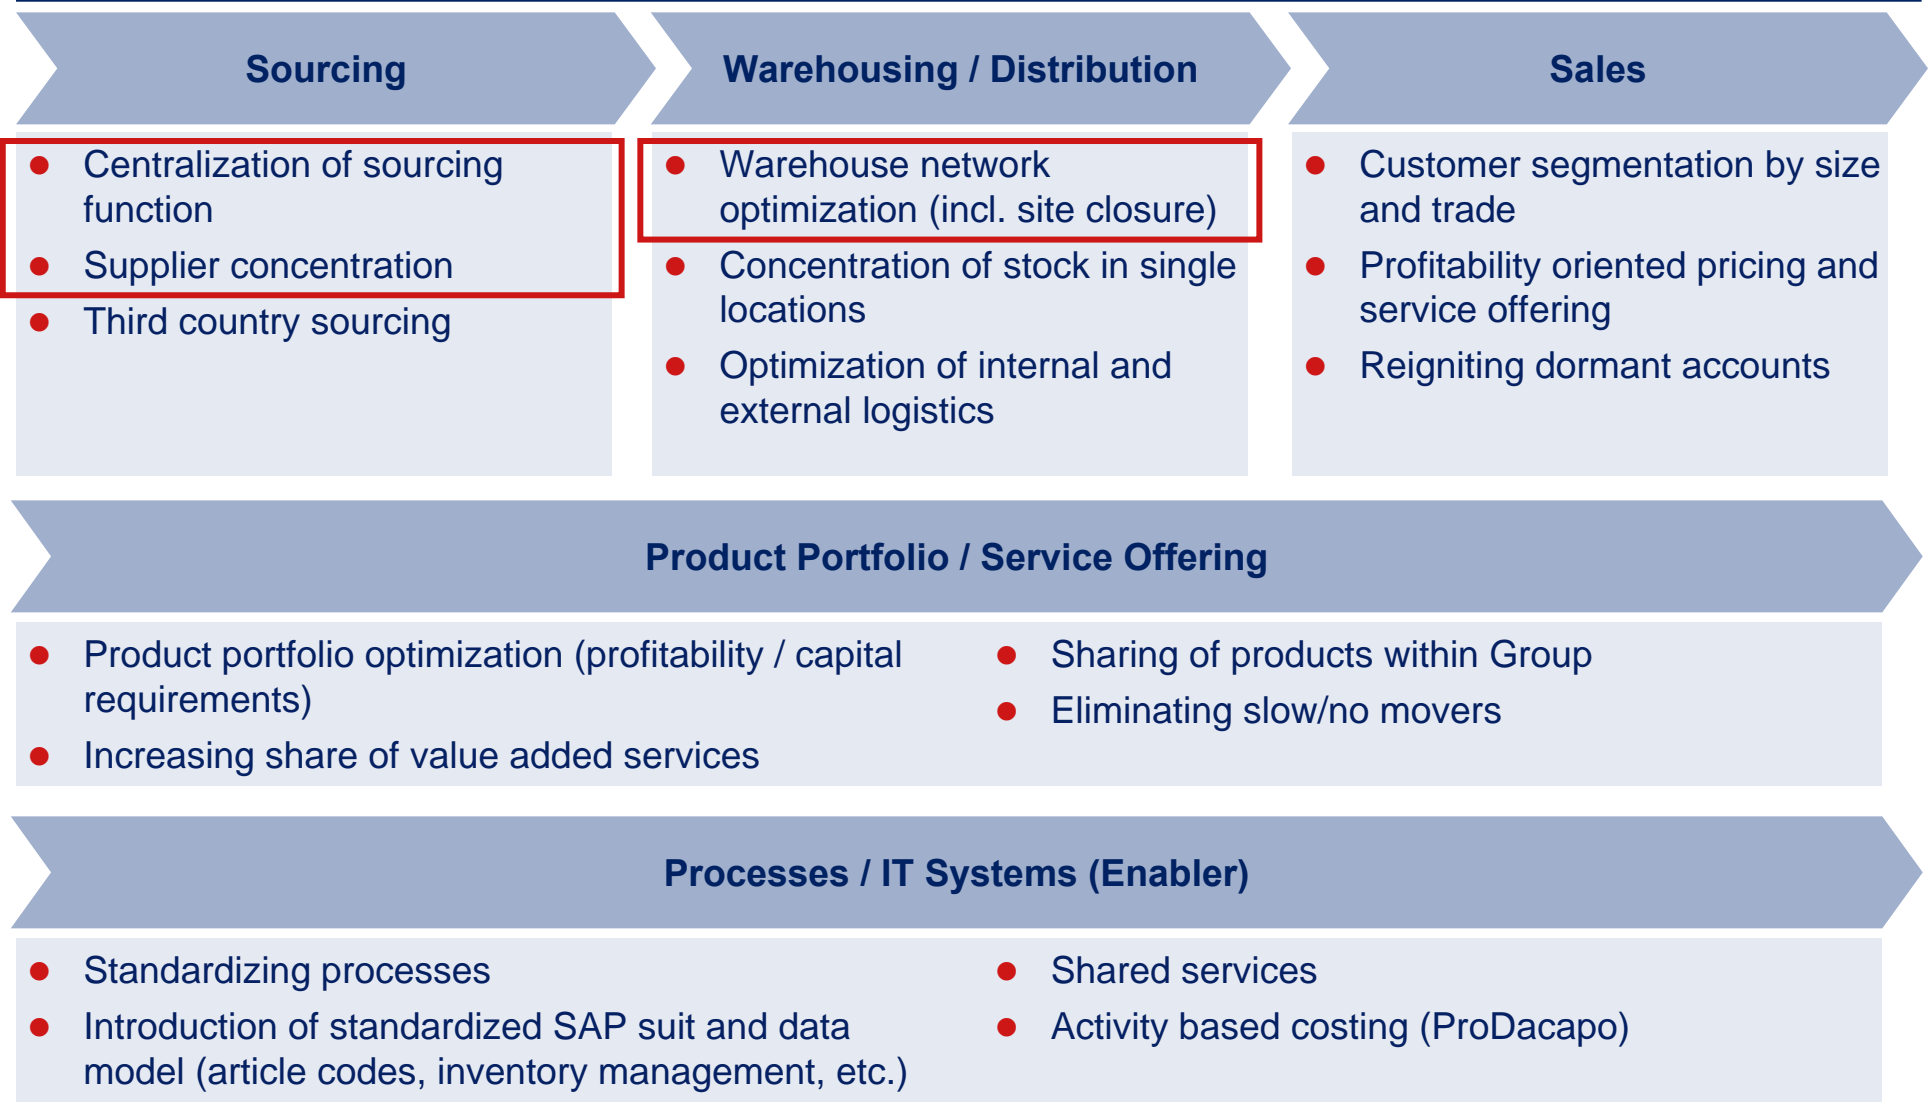 Sourcing
Warehousing / Distribution
Sales
● Centralization of sourcing
function
● Supplier concentration
● Third country sourcing
● Warehouse network
optimization (incl. site closure)
● Concentration of stock in single
locations
● Optimization of internal and
external logistics
● Customer segmentation by size
and trade
● Profitability oriented pricing and
service offering
● Reigniting dormant accounts
Product Portfolio / Service Offering
● Product portfolio optimization (profitability / capital
requirements)
● Increasing share of value added services
● Sharing of products within Group
● Eliminating slow/no movers
Processes / IT Systems (Enabler)
● Standardizing processes
● Introduction of standardized SAP suit and data
model (article codes, inventory management, etc.)
● Shared services
● Activity based costing (ProDacapo)